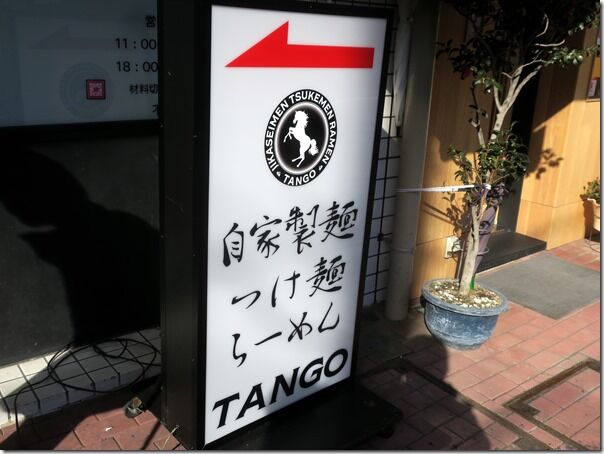 営
11:00
18:00
材料切
JIKASEIMEN TSUKEMEN RAMEN
TANGO
自家製麺
つけ麺
らーめん
TANGO